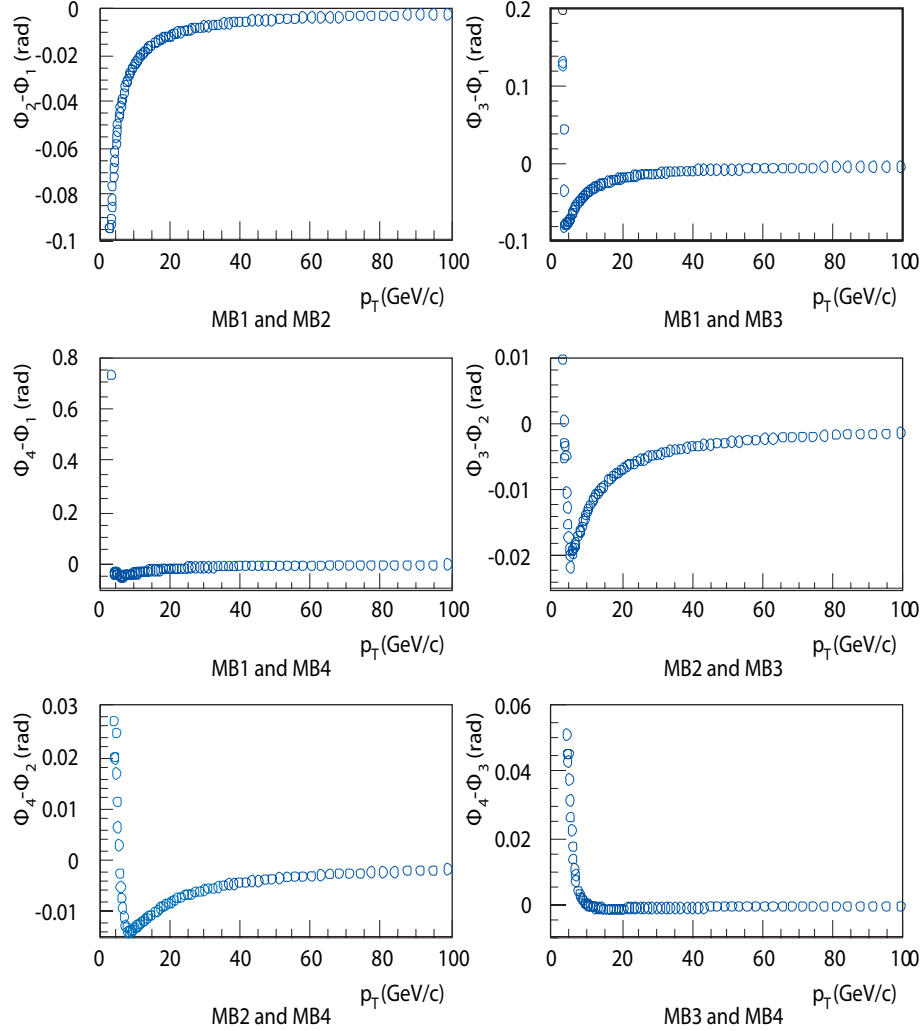 Φ2-Φ1 (rad)
0
-0.02
-0.04
-0.06
-0.08
-0.1
0 20 40 60 80 100
pT(GeV/c)
MB1 and MB2
Φ3-Φ1 (rad)
0.2
0.1
0
-0.1
0 20 40 60 80 100
pT(GeV/c)
MB1 and MB3
Φ4-Φ1 (rad)
0.8
0.6
0.4
0.2
0
0 20 40 60 80 100
pT(GeV/c)
MB1 and MB4
Φ3-Φ2 (rad)
0.01
0
-0.01
-0.02
0 20 40 60 80 100
pT(GeV/c)
MB2 and MB3
Φ4-Φ2 (rad)
0.03
0.02
0.01
0
-0.01
0 20 40 60 80 100
pT(GeV/c)
MB2 and MB4
Φ4-Φ3 (rad)
0.06
0.04
0.02
0
0 20 40 60 80 100
pT(GeV/c)
MB3 and MB4